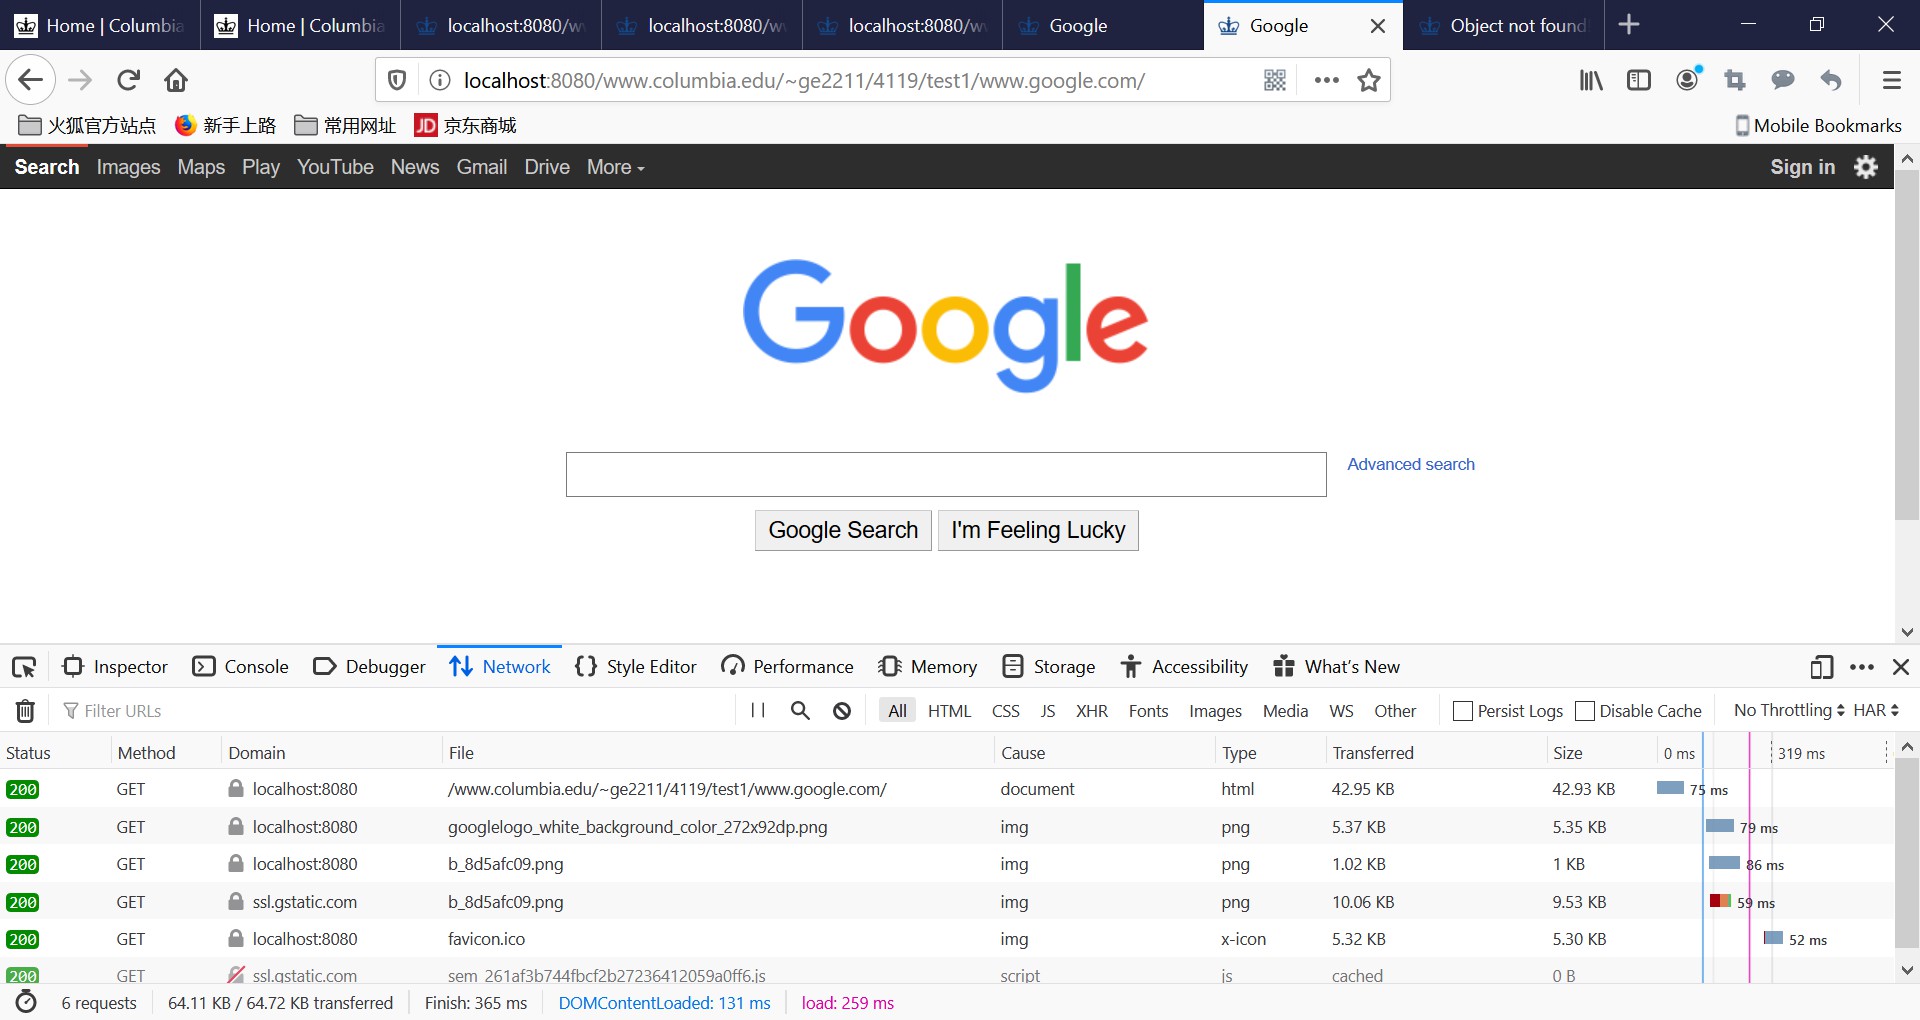 Home | Columbia Home | Columbia localhost:8080/w localhost:8080/w localhost:8080/w Google Google Object not found
localhost:8080/www.columbia.edu/~ge2211/4119/test1/www.google.com/
火狐官方站点 新手上路 常用网址 JD 京东商城 Mobile Bookmarks
Search Images Maps Play YouTube News Gmail Drive More Sign in
Google
Advanced search
Google Search I'm Feeling Lucky
Inspector Console Debugger Network Style Editor Performance Memory Storage Accessibility What's New
Filter URLs All HTML CSS JS XHR Fonts Images Media WS Other Persist Logs Disable Cache No Throttling HAR
Status Method Domain File Cause Type Transferred Size 0 ms 319 ms
200 GET localhost:8080 /www.columbia.edu/~ge2211/4119/test1/www.google.com/ document html 42.95 KB 42.93 KB 75 ms
200 GET localhost:8080 googlelogo_white_background_color_272x92dp.png img png 5.37 KB 5.35 KB 79 ms
200 GET localhost:8080 b_8d5afc09.png img png 1.02 KB 1 KB 86 ms
200 GET ssl.gstatic.com b_8d5afc09.png img png 10.06 KB 9.53 KB 59 ms
200 GET localhost:8080 favicon.ico img x-icon 5.32 KB 5.30 KB 52 ms
200 GET ssl.gstatic.com sem_261af3b744fbcf2b27236412059a0ff6.js script js cached 0 B
6 requests 64.11 KB / 64.72 KB transferred Finish: 365 ms DOMContentLoaded: 131 ms load: 259 ms